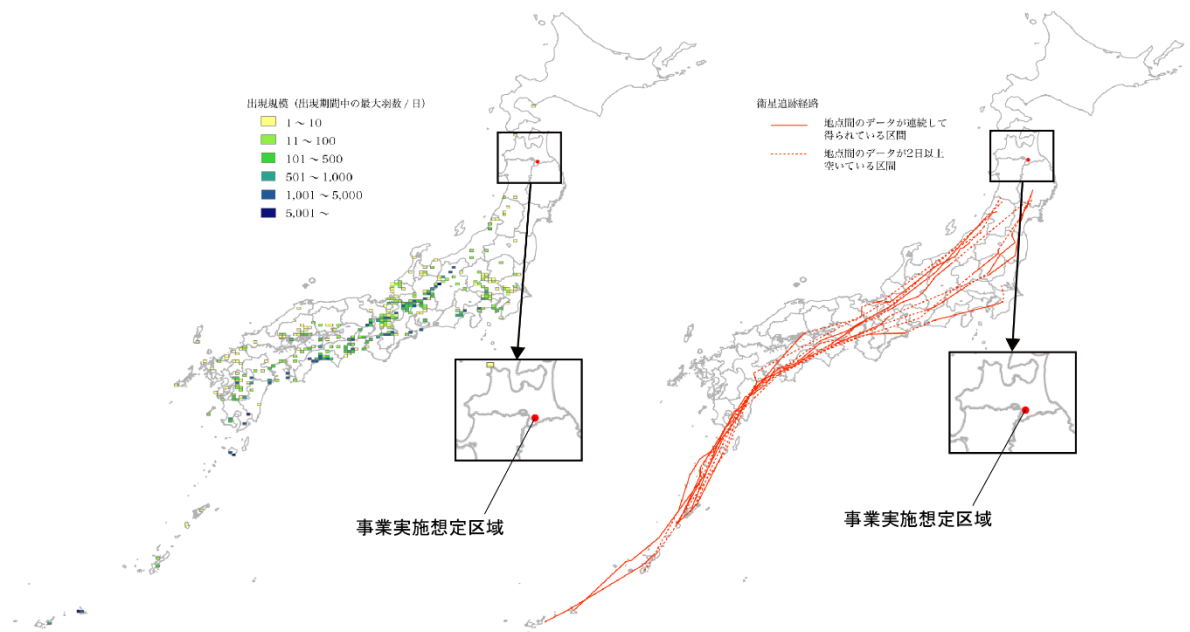 出現規模（出現期間中の最大羽数 / 日）
1 ～ 10
11 ～ 100
101 ～ 500
501 ～ 1,000
1,001 ～ 5,000
5,001 ～
事業実施想定区域
衛星追跡経路
地点間のデータが連続して
得られている区間
地点間のデータが2日以上
空いている区間
事業実施想定区域